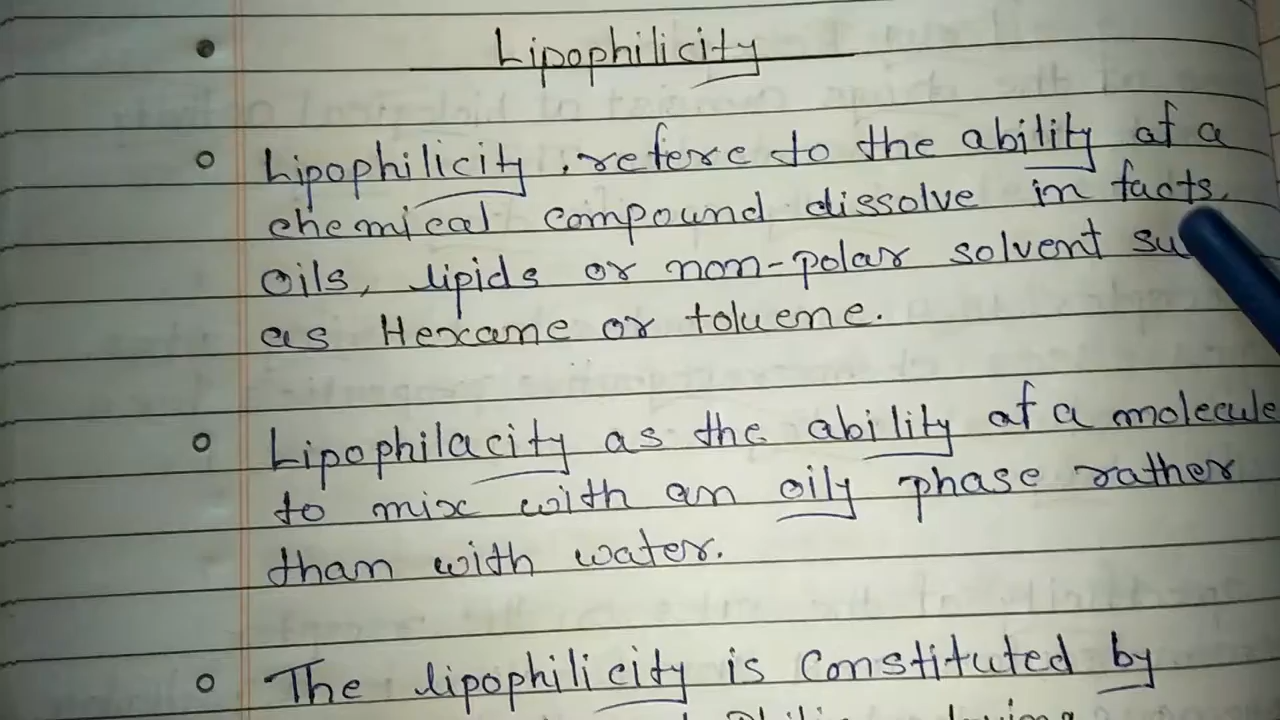 Lipophilicity
Lipophilicity, refere to the ability of a
chemical compound dissolve in facts,
oils, lipids or non-polar solvent su
as Hexane or toluene.
Lipophilacity as the ability of a molecule
to mix with an oily phase rather
than with water.
The lipophilicity is constituted by